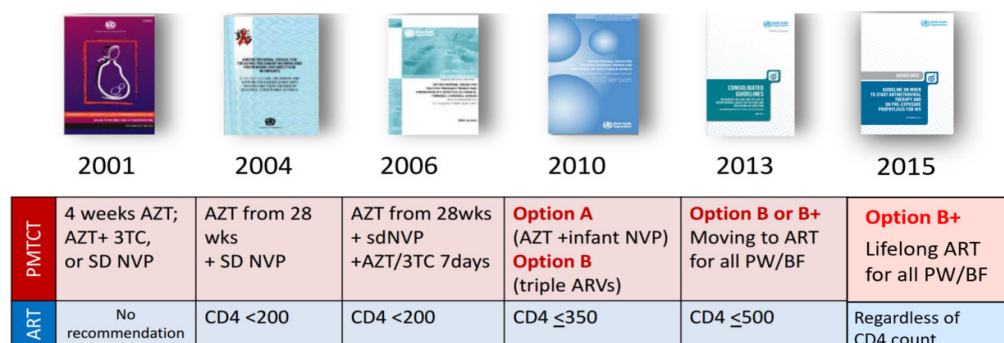 2001
2004
2006
2010
2013
2015
CONSOLIDATED
GUIDELINES
GUIDELINES
GUIDELINE ON WHEN
TO START ANTIRETROVIRAL
THERAPY AND
ON PRE-EXPOSURE
PROPHYLAXIS FOR HIV
PMTCT
4 weeks AZT;
AZT+ 3TC,
or SD NVP
AZT from 28
wks
+ SD NVP
AZT from 28wks
+ sdNVP
+AZT/3TC 7days
Option A
(AZT +infant NVP)
Option B
(triple ARVs)
Option B or B+
Moving to ART
for all PW/BF
Option B+
Lifelong ART
for all PW/BF
ART
No
recommendation
CD4 <200
CD4 <200
CD4 ≤350
CD4 ≤500
Regardless of
CD4 count